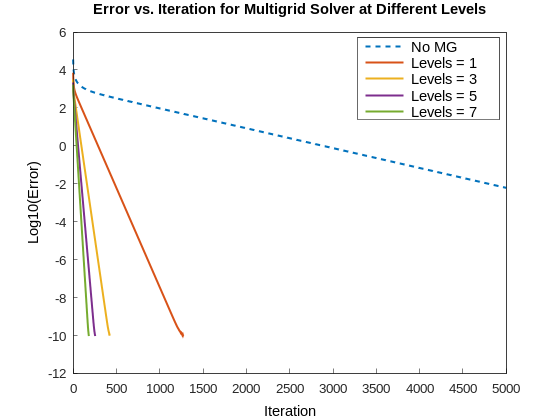 Error vs. Iteration for Multigrid Solver at Different Levels
6
4
2
0
-2
-4
-6
-8
-10
-12
Log10(Error)
No MG
Levels = 1
Levels = 3
Levels = 5
Levels = 7
0 500 1000 1500 2000 2500 3000 3500 4000 4500 5000
Iteration